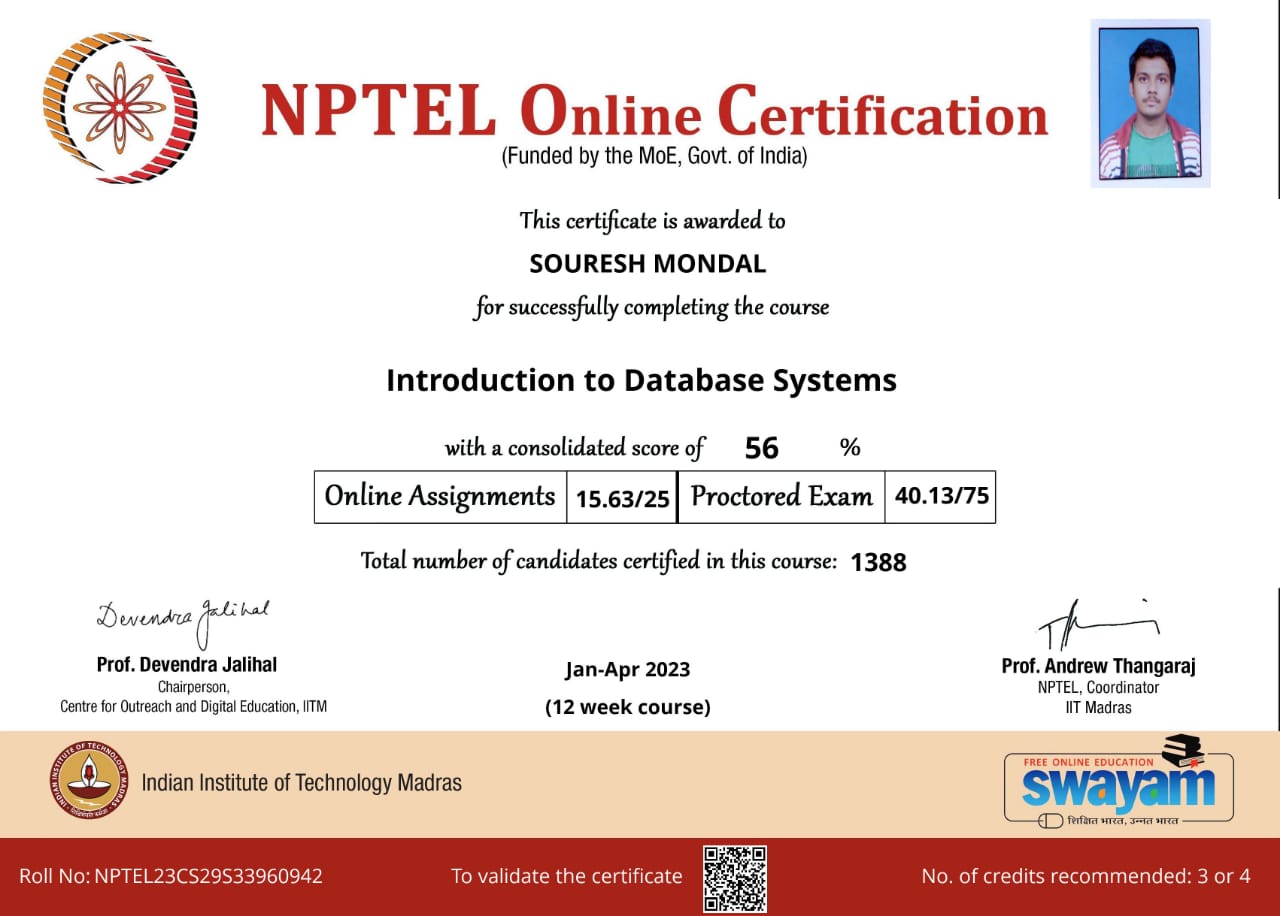 NPTEL Online Certification
(Funded by the MoE, Govt. of India)
This certificate is awarded to
SOURESH MONDAL
for successfully completing the course
Introduction to Database Systems
with a consolidated score of 56 %
Online Assignments 15.63/25 Proctored Exam 40.13/75
Total number of candidates certified in this course: 1388
Devendra Jalihal
Prof. Devendra Jalihal
Chairperson,
Centre for Outreach and Digital Education, IITM
Jan-Apr 2023
(12 week course)
Prof. Andrew Thangaraj
NPTEL, Coordinator
IIT Madras
INDIAN INSTITUTE OF TECHNOLOGY MADRAS
Indian Institute of Technology Madras
FREE ONLINE EDUCATION
swayam
शिक्षित भारत, उन्नत भारत
Roll No: NPTEL23CS29S33960942
To validate the certificate
No. of credits recommended: 3 or 4